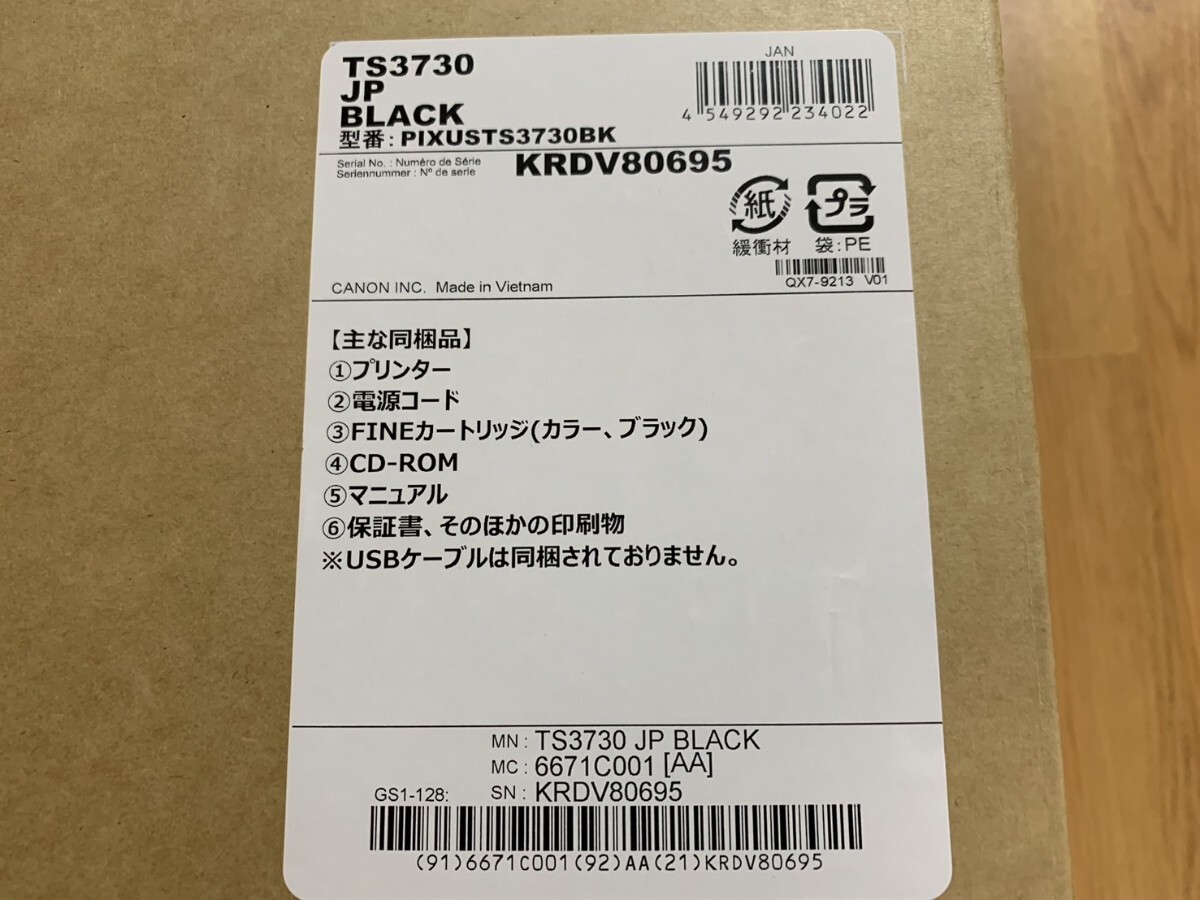 TS3730
JP
BLACK
型番：PIXUSTS3730BK
JAN
4 549292 234022
Serial No. : Numéro de Série
Seriennummer : Nº de serie
KRDV80695
紙
プラ
緩衝材
袋：PE
QX7-9213 V01
CANON INC. Made in Vietnam
【主な同梱品】
①プリンター
②電源コード
③FINEカートリッジ(カラー、ブラック)
④CD-ROM
⑤マニュアル
⑥保証書、そのほかの印刷物
※USBケーブルは同梱されておりません。
MN : TS3730 JP BLACK
MC : 6671C001 [AA]
GS1-128: SN : KRDV80695
(91)6671C001(92)AA(21)KRDV80695